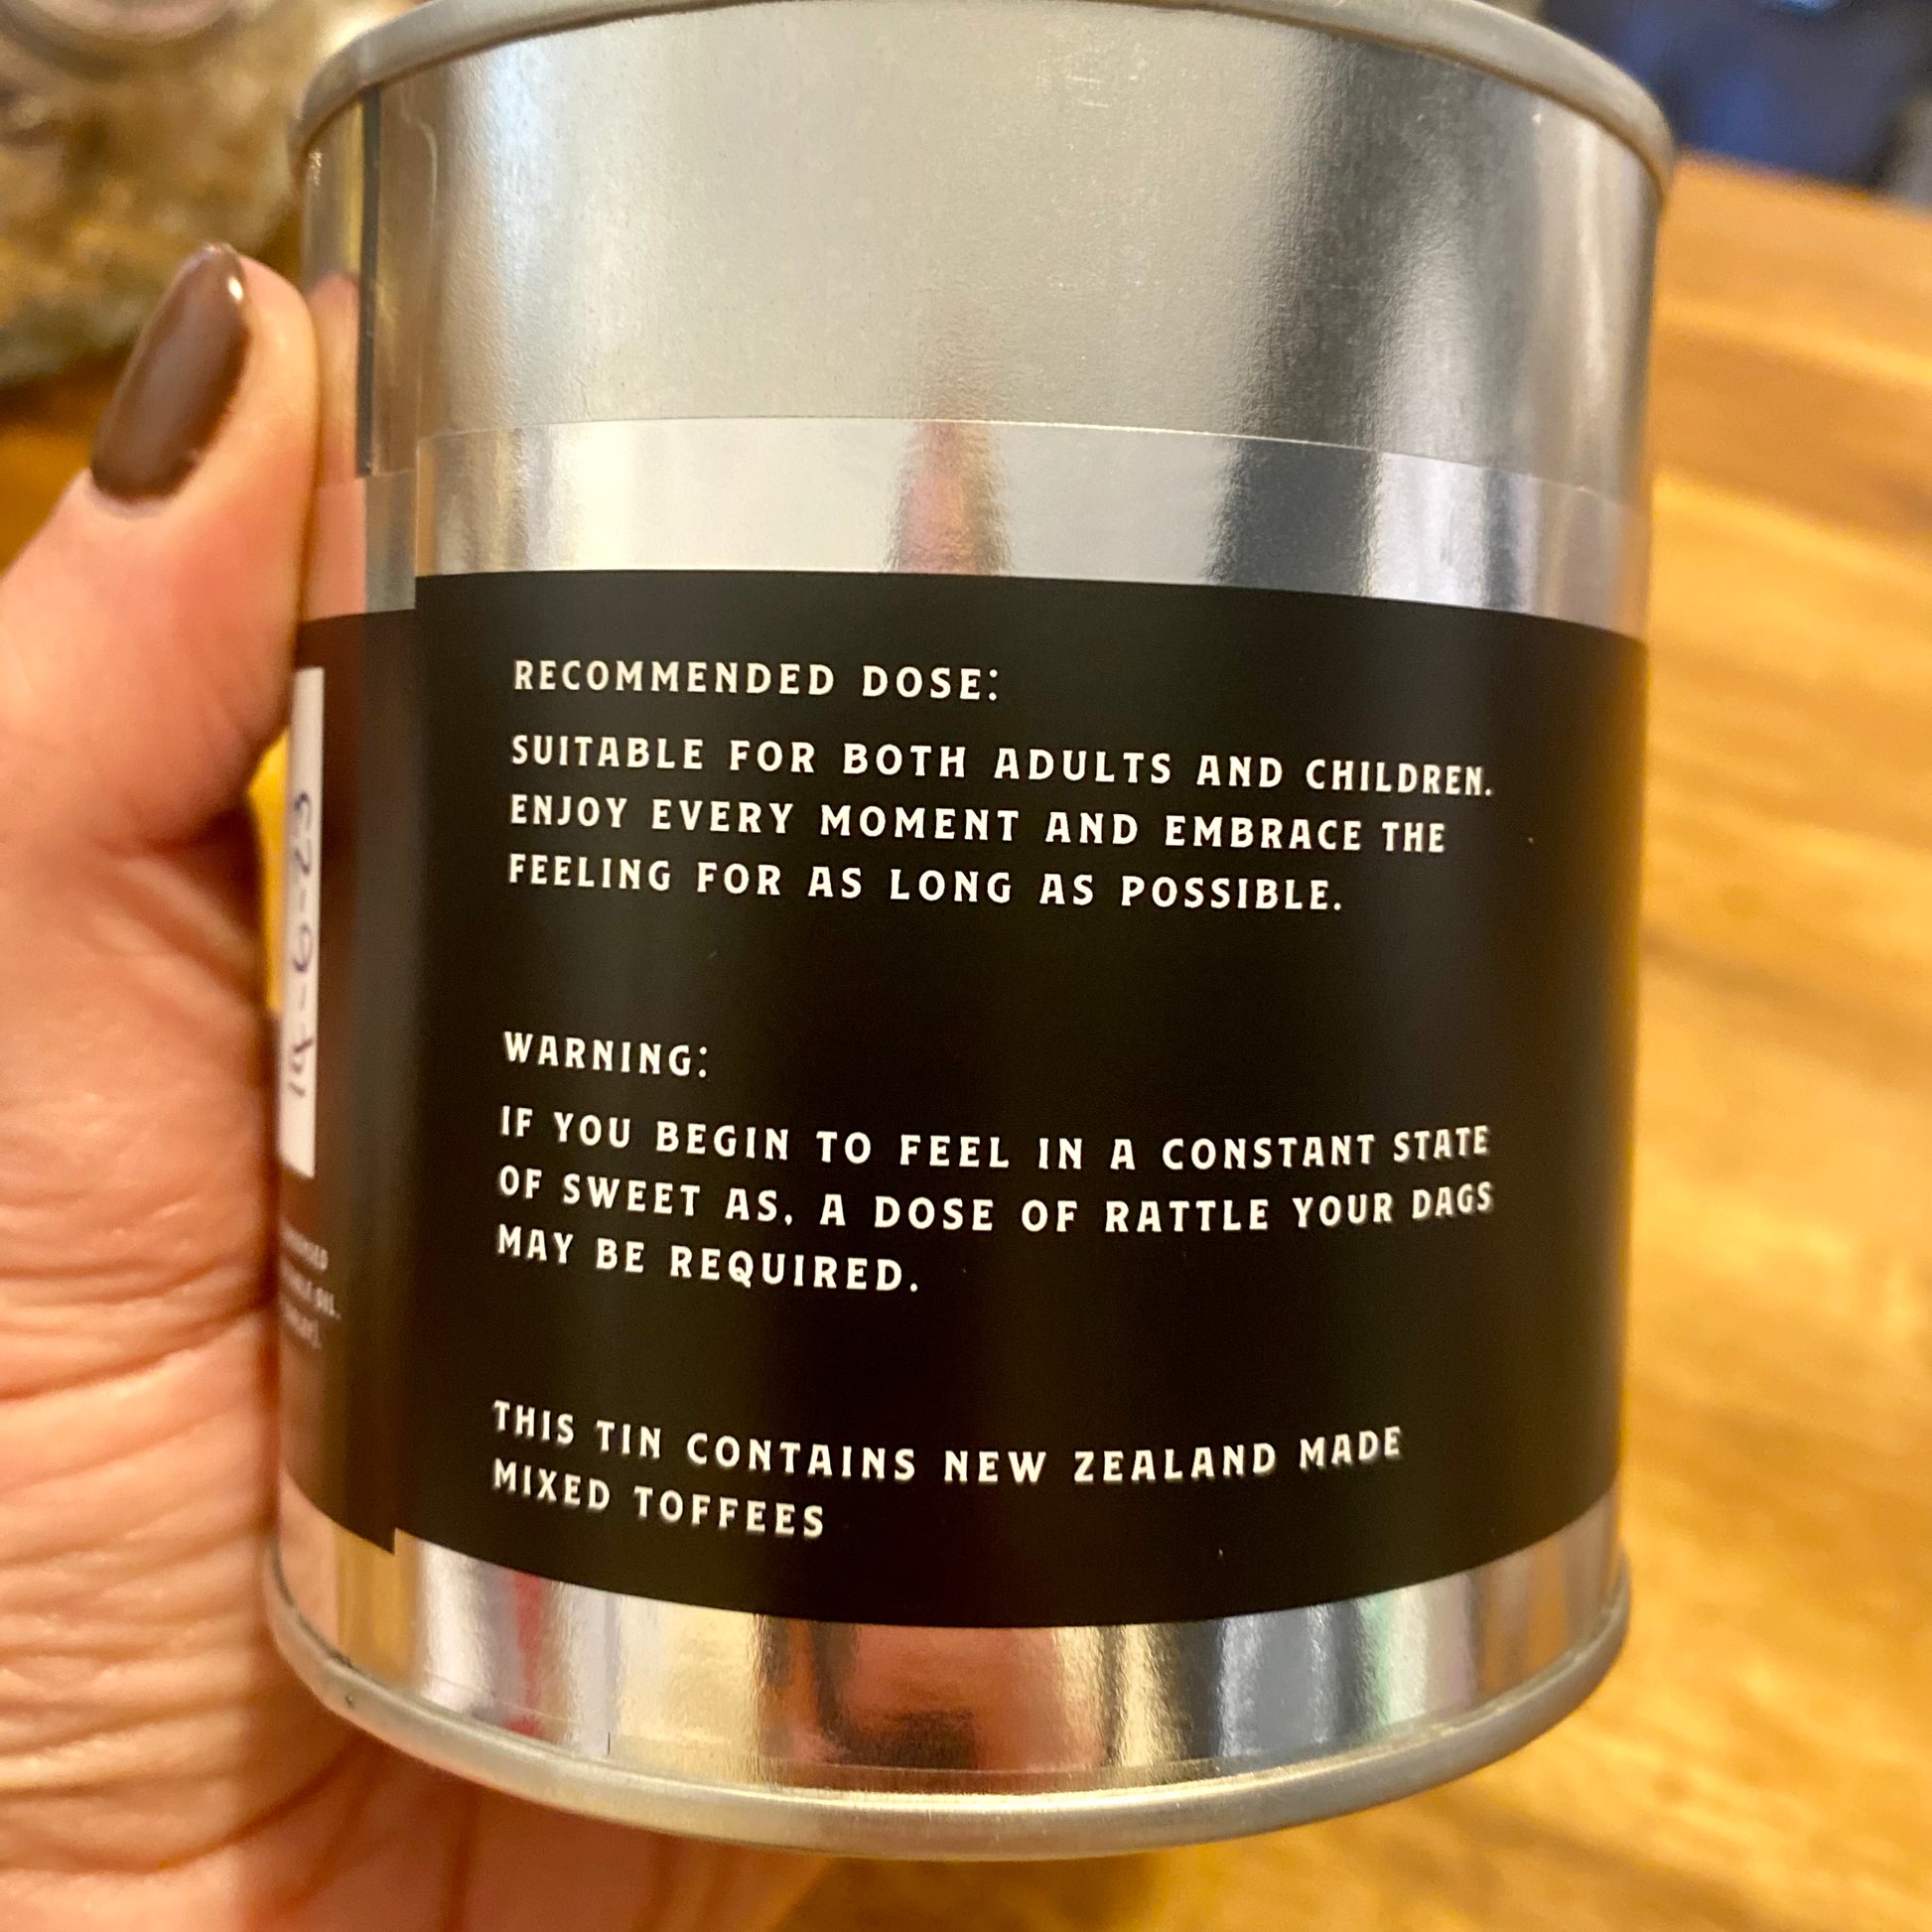 RECOMMENDED DOSE:
SUITABLE FOR BOTH ADULTS AND CHILDREN.
ENJOY EVERY MOMENT AND EMBRACE THE
FEELING FOR AS LONG AS POSSIBLE.
WARNING:
IF YOU BEGIN TO FEEL IN A CONSTANT STATE
OF SWEET AS, A DOSE OF RATTLE YOUR DAGS
MAY BE REQUIRED.
THIS TIN CONTAINS NEW ZEALAND MADE
MIXED TOFFEES